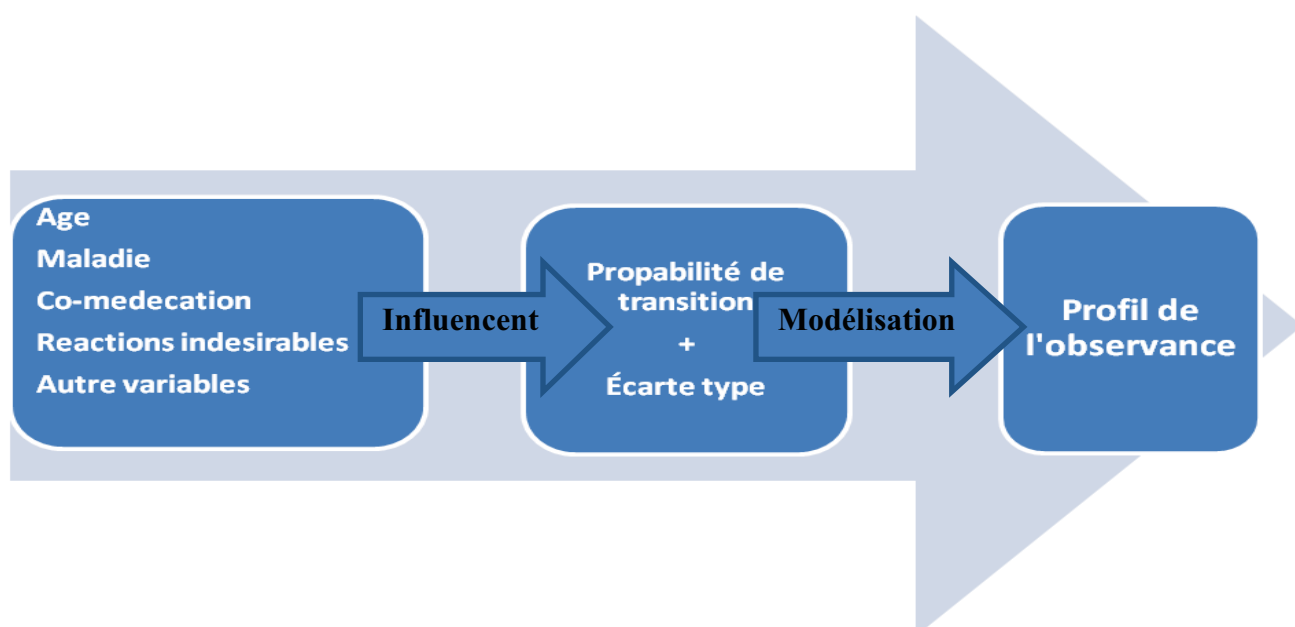 Age
Maladie
Co-medecation
Reactions indesirables
Autre variables
Influencent
Propabilité de
transition
+
Écarte type
Modélisation
Profil de
l'observance